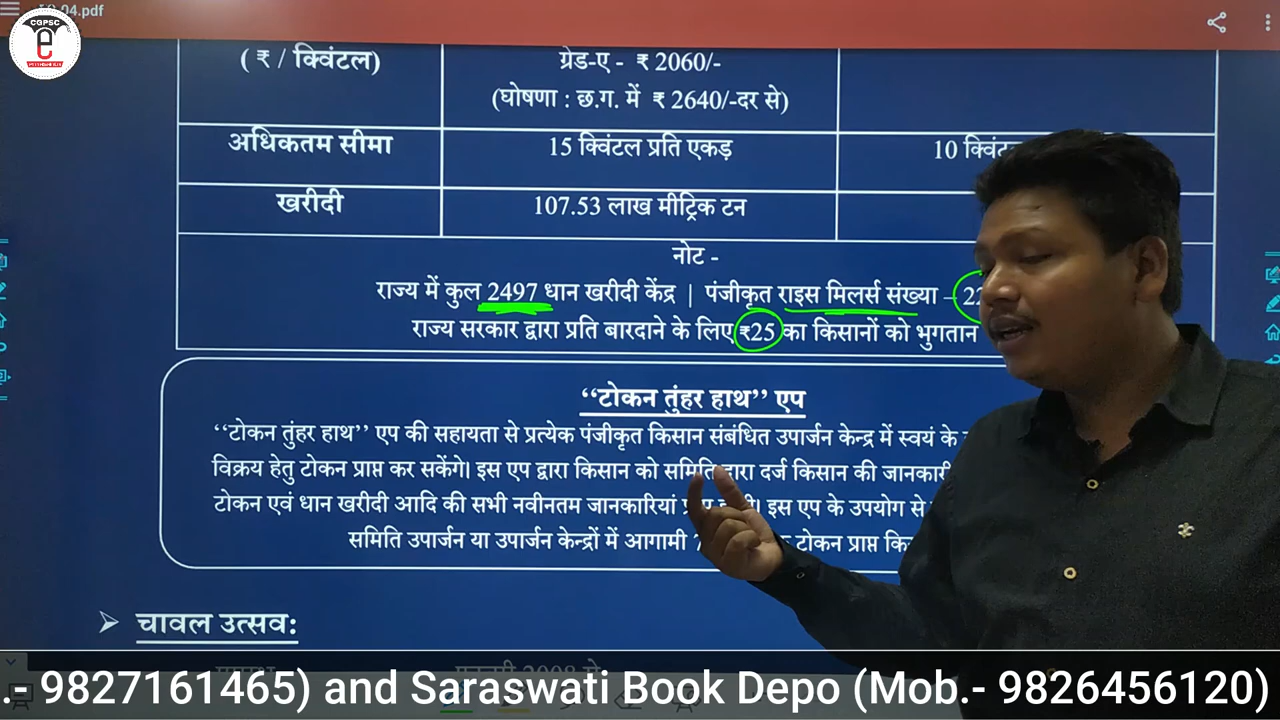 04.pdf
CGPSC
( ₹ / क्विंटल)
ग्रेड-ए - ₹ 2060/-
(घोषणा : छ.ग. में ₹ 2640/-दर से)
अधिकतम सीमा
15 क्विंटल प्रति एकड़
10
खरीदी
107.53 लाख मीट्रिक टन
नोट -
राज्य में कुल 2497 धान खरीदी केंद्र | पंजीकृत राइस मिलर्स संख्या –
राज्य सरकार द्वारा प्रति बारदाने के लिए ₹25 का किसानों को भुगतान
“टोकन तुंहर हाथ” एप
“टोकन तुंहर हाथ” एप की सहायता से प्रत्येक पंजीकृत किसान संबंधित उपार्जन केन्द्र में स्वयं के
विक्रय हेतु टोकन प्राप्त कर सकेंगे। इस एप द्वारा किसान को समिति द्वारा दर्ज किसान की जानकारी
टोकन एवं धान खरीदी आदि की सभी नवीनतम जानकारियां इस एप के उपयोग से
समिति उपार्जन या उपार्जन केन्द्रों में आगामी टोकन प्राप्त
➢ चावल उत्सव:
.- 9827161465) and Saraswati Book Depo (Mob.- 9826456120)